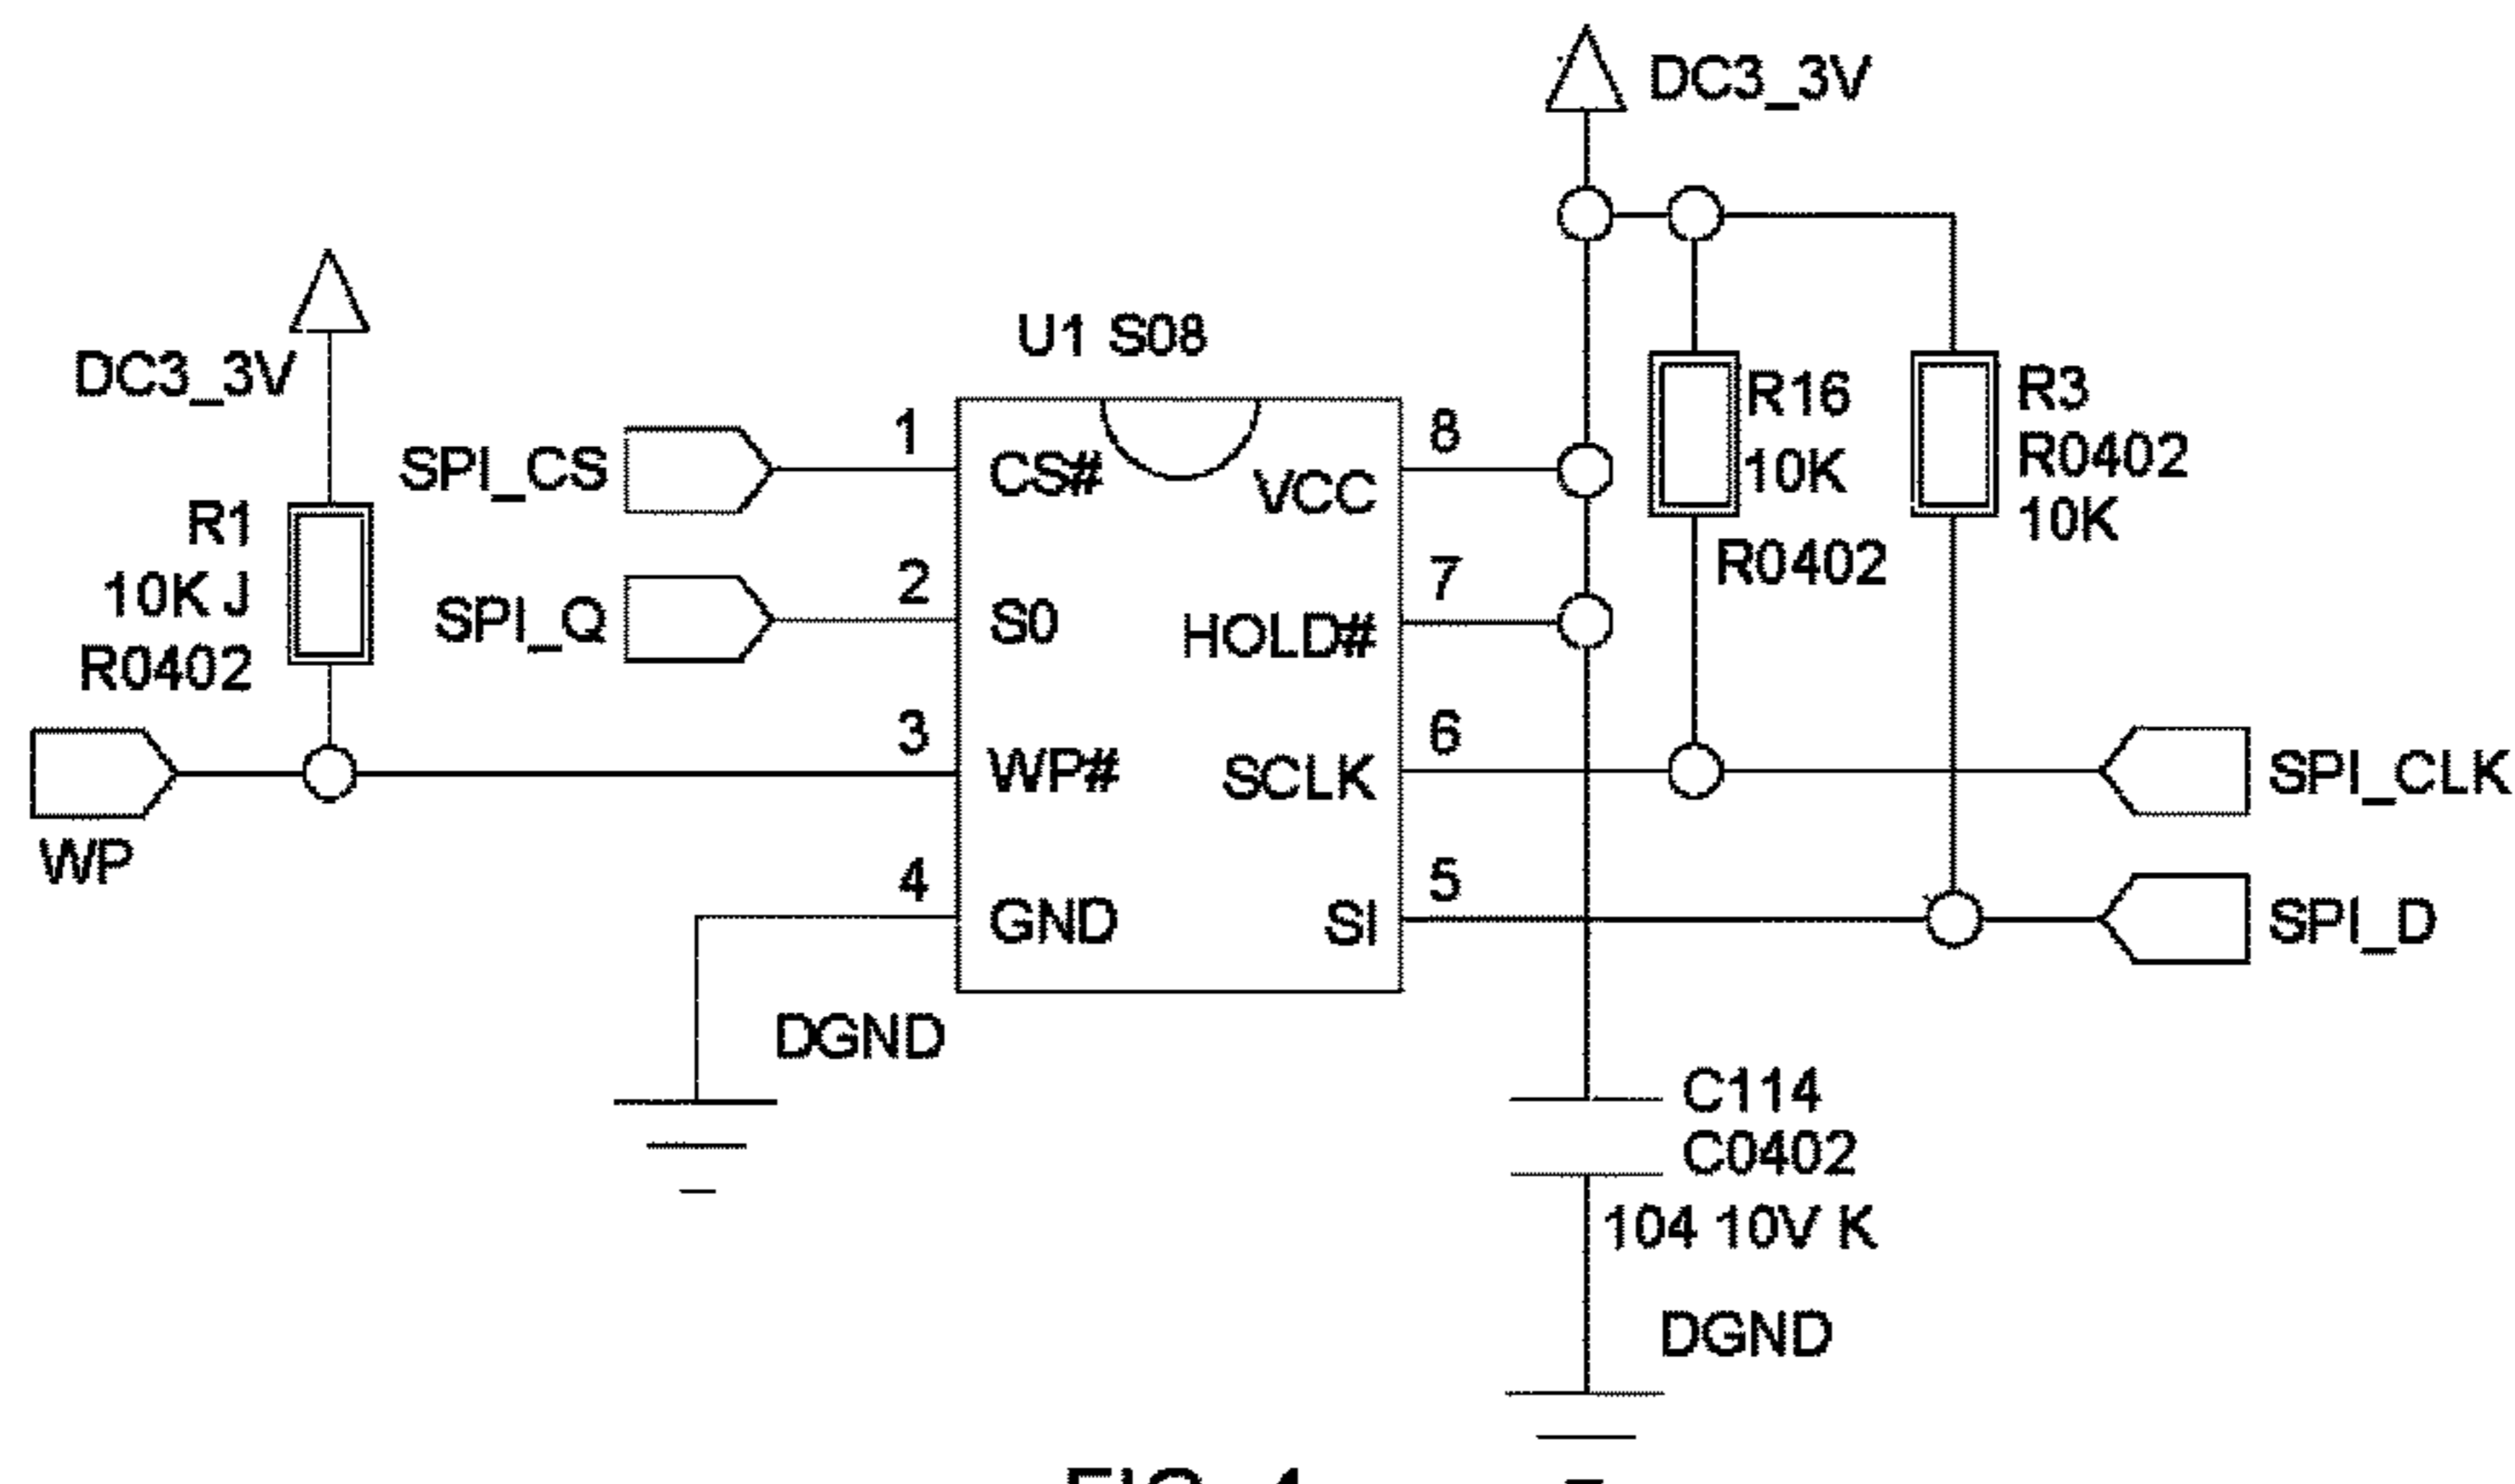 DC3_3V
DC3_3V
U1 S08
R1
10K J
R0402
SPI_CS
SPI_Q
WP
1
2
3
4
CS#
S0
WP#
GND
VCC
HOLD#
SCLK
SI
8
7
6
5
R16
10K
R0402
R3
R0402
10K
SPI_CLK
SPI_D
DGND
C114
C0402
104 10V K
DGND